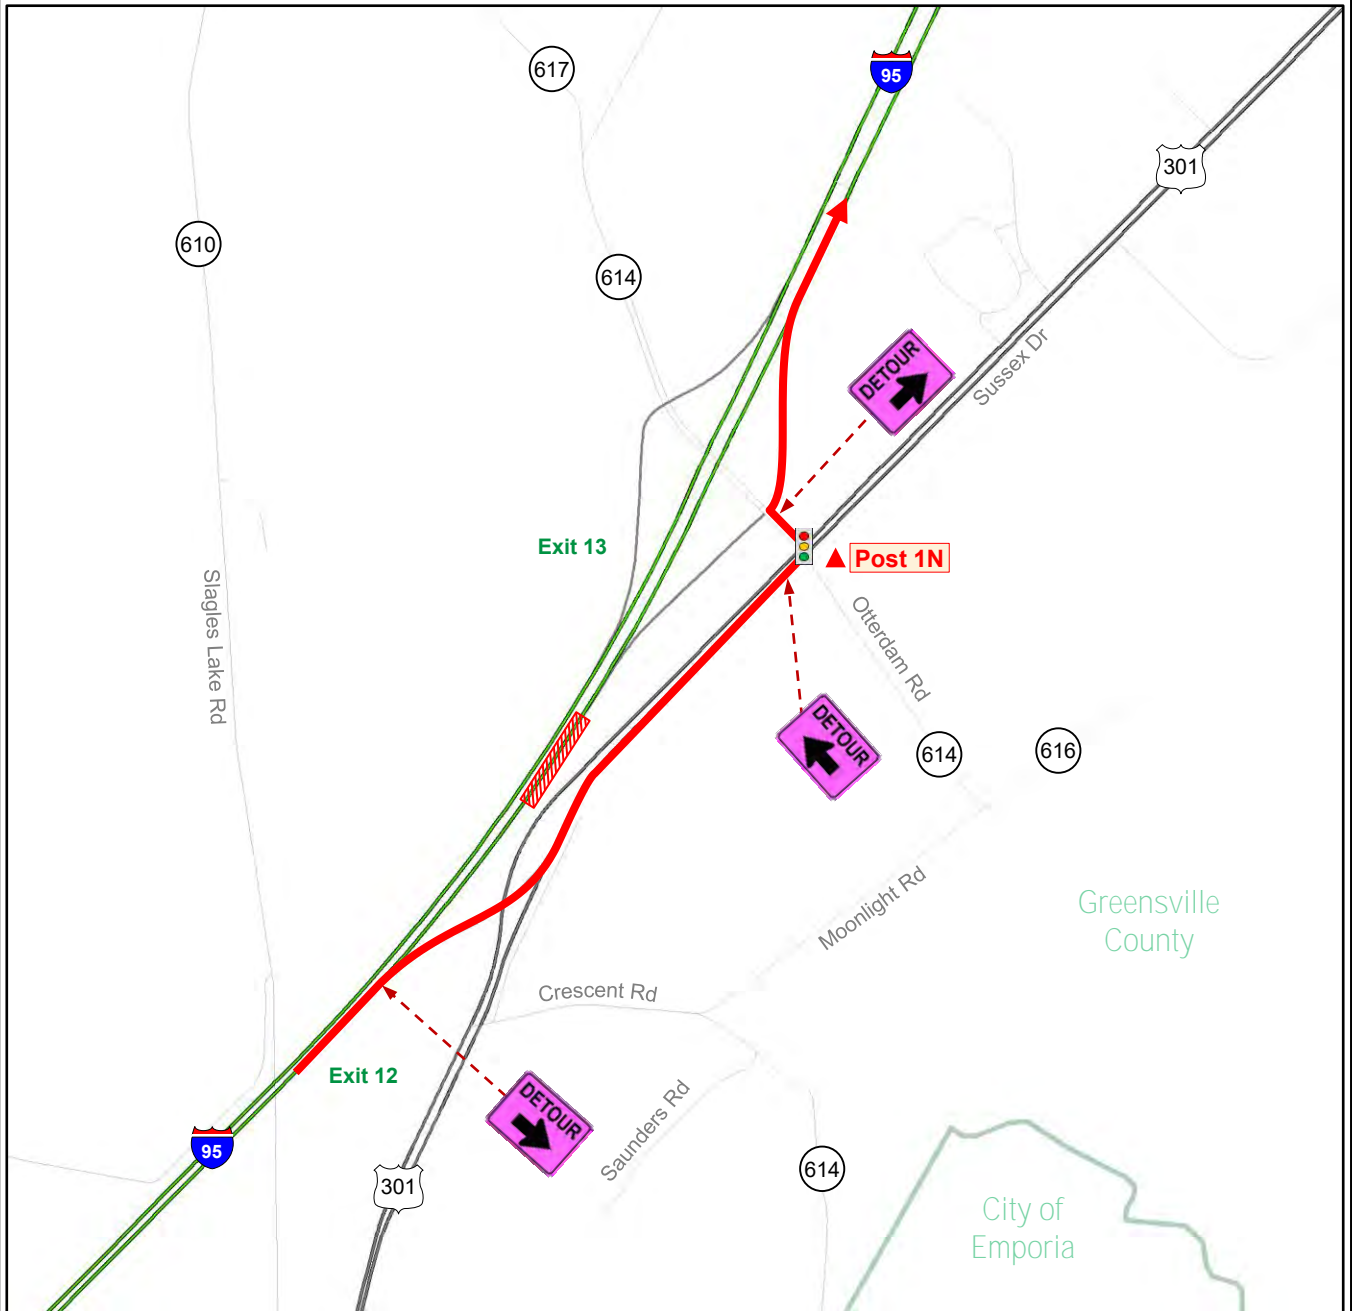 617
95
301
610
614
DETOUR
Sussex Dr
Exit 13
Post 1N
Slagles Lake Rd
Otterdam Rd
DETOUR
614
616
Moonlight Rd
Greensville
County
Crescent Rd
Exit 12
DETOUR
Saunders Rd
95
301
614
City of
Emporia